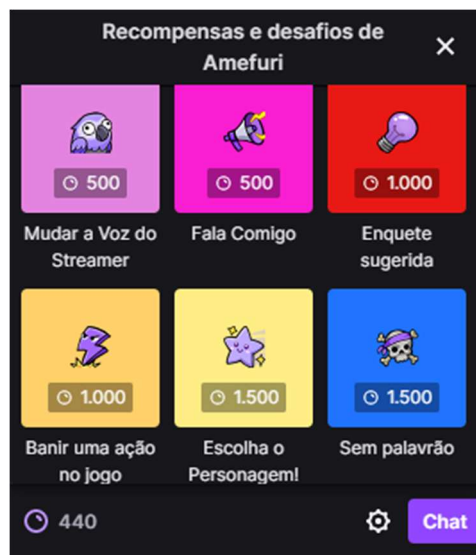 Recompensas e desafios de
Amefuri
500
500
1.000
Mudar a Voz do
Streamer
Fala Comigo
Enquete
sugerida
1.000
1.500
1.500
Banir uma ação
no jogo
Escolha o
Personagem!
Sem palavrão
440
Chat